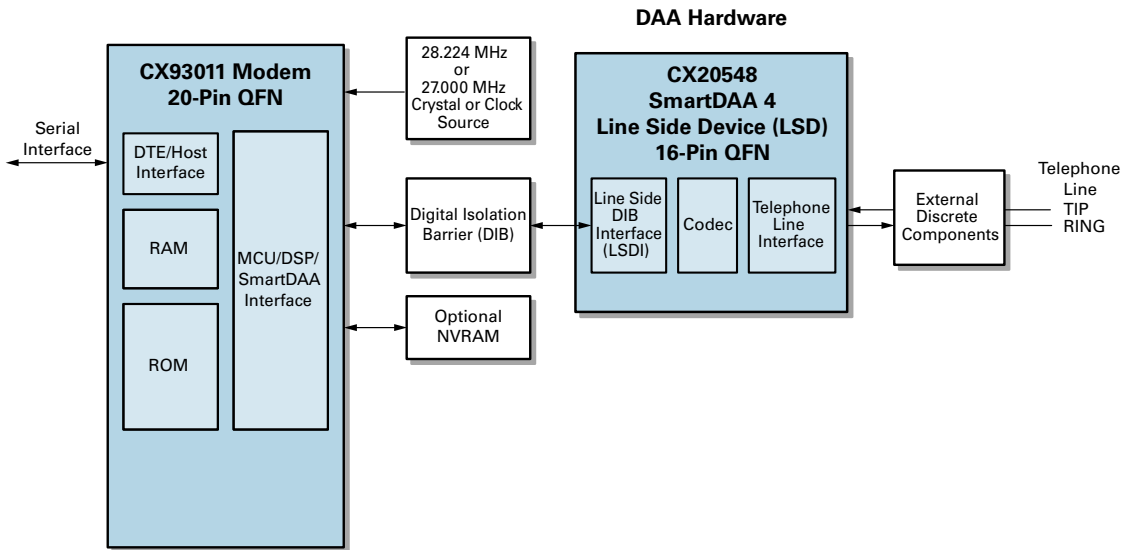 DAA Hardware
CX93011 Modem
20-Pin QFN
Serial
Interface
DTE/Host
Interface
RAM
ROM
MCU/DSP/
SmartDAA
Interface
28.224 MHz
or
27.000 MHz
Crystal or Clock
Source
Digital Isolation
Barrier (DIB)
Optional
NVRAM
CX20548
SmartDAA 4
Line Side Device (LSD)
16-Pin QFN
Line Side
DIB
Interface
(LSDI)
Codec
Telephone
Line
Interface
External
Discrete
Components
Telephone
Line
TIP
RING